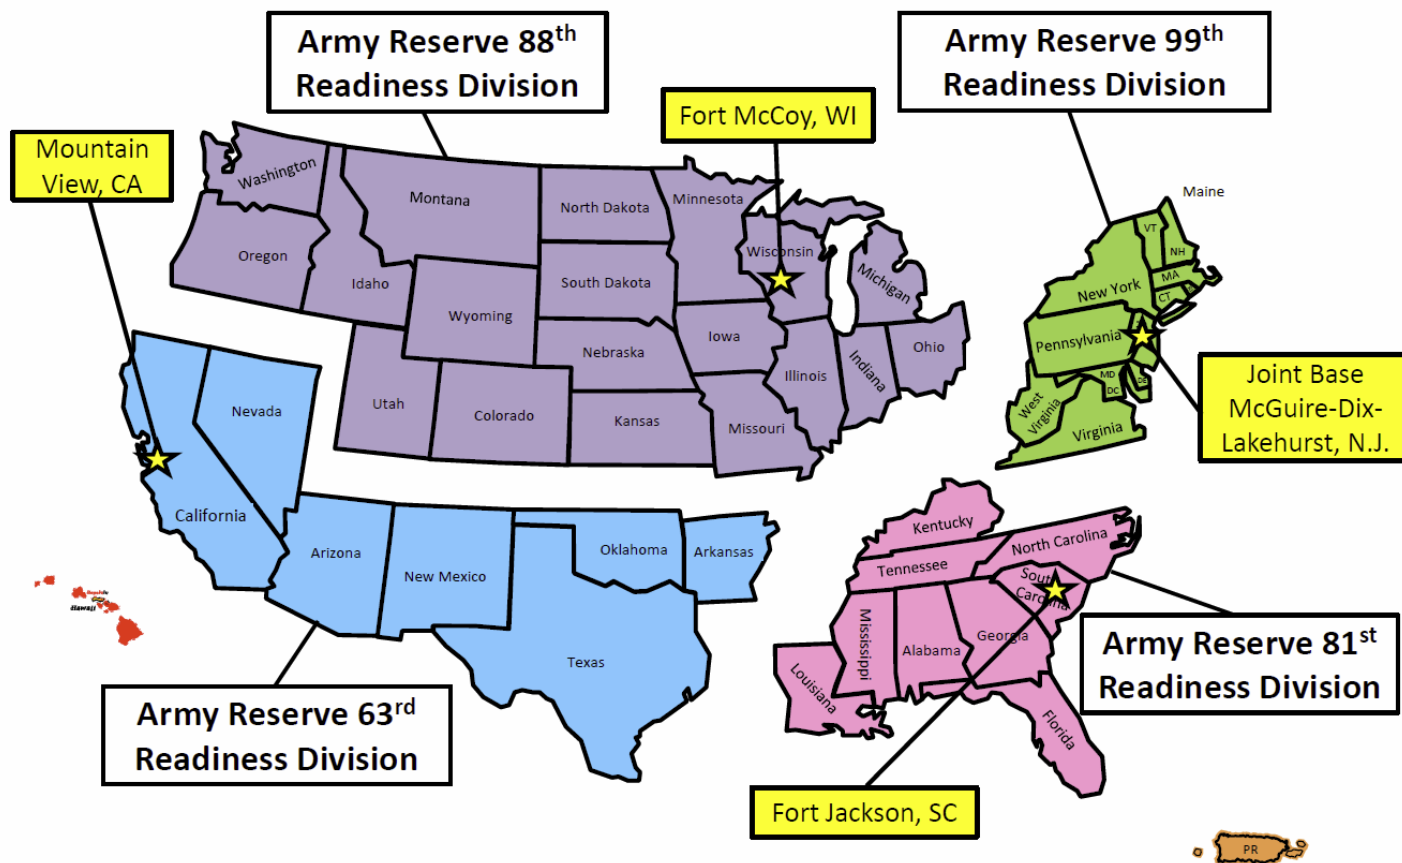 Army Reserve 88th
Readiness Division
Army Reserve 99th
Readiness Division
Fort McCoy, WI
Mountain
View, CA
Washington
Montana
North Dakota
Minnesota
Maine
Oregon
Idaho
Wyoming
South Dakota
Wisconsin
Michigan
VT
NH
MA
CT
New York
Nebraska
Iowa
Illinois
Indiana
Ohio
Pennsylvania
MD
DC
DE
West
Virginia
Virginia
Joint Base
McGuire-Dix-
Lakehurst, N.J.
Nevada
Utah
Colorado
Kansas
Missouri
California
Arizona
New Mexico
Oklahoma
Arkansas
Texas
Hawaii
Kentucky
Tennessee
North Carolina
South
Carolina
Mississippi
Alabama
Georgia
Louisiana
Florida
Army Reserve 81st
Readiness Division
Army Reserve 63rd
Readiness Division
Fort Jackson, SC
PR